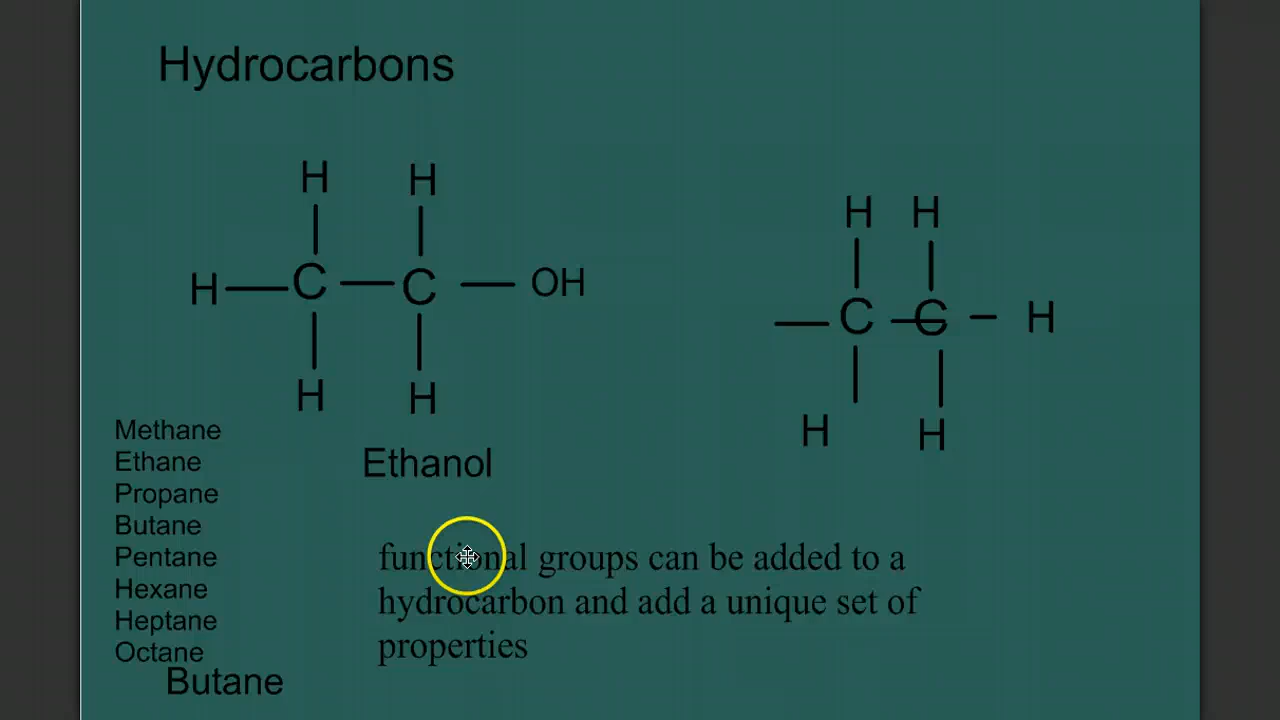 Hydrocarbons
H H
H C C OH
H H
H H
C C H
H H
Methane
Ethane
Propane
Butane
Pentane
Hexane
Heptane
Octane
Butane
Ethanol
functional groups can be added to a
hydrocarbon and add a unique set of
properties